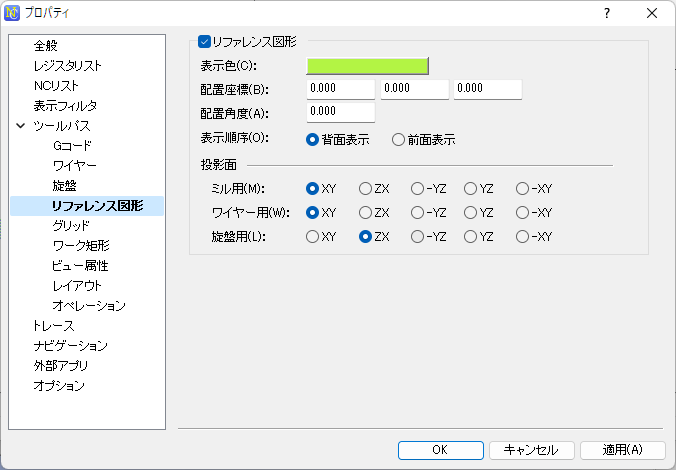 プロパティ
?
全般
レジスタリスト
NCリスト
表示フィルタ
ツールパス
Gコード
ワイヤー
旋盤
リファレンス図形
グリッド
ワーク矩形
ビュー属性
レイアウト
オペレーション
トレース
ナビゲーション
外部アプリ
オプション
リファレンス図形
表示色(C):
配置座標(B): 0.000 0.000 0.000
配置角度(A): 0.000
表示順序(O): 背面表示 前面表示
投影面
ミル用(M): XY ZX -YZ YZ -XY
ワイヤー用(W): XY ZX -YZ YZ -XY
旋盤用(L): XY ZX -YZ YZ -XY
OK キャンセル 適用(A)